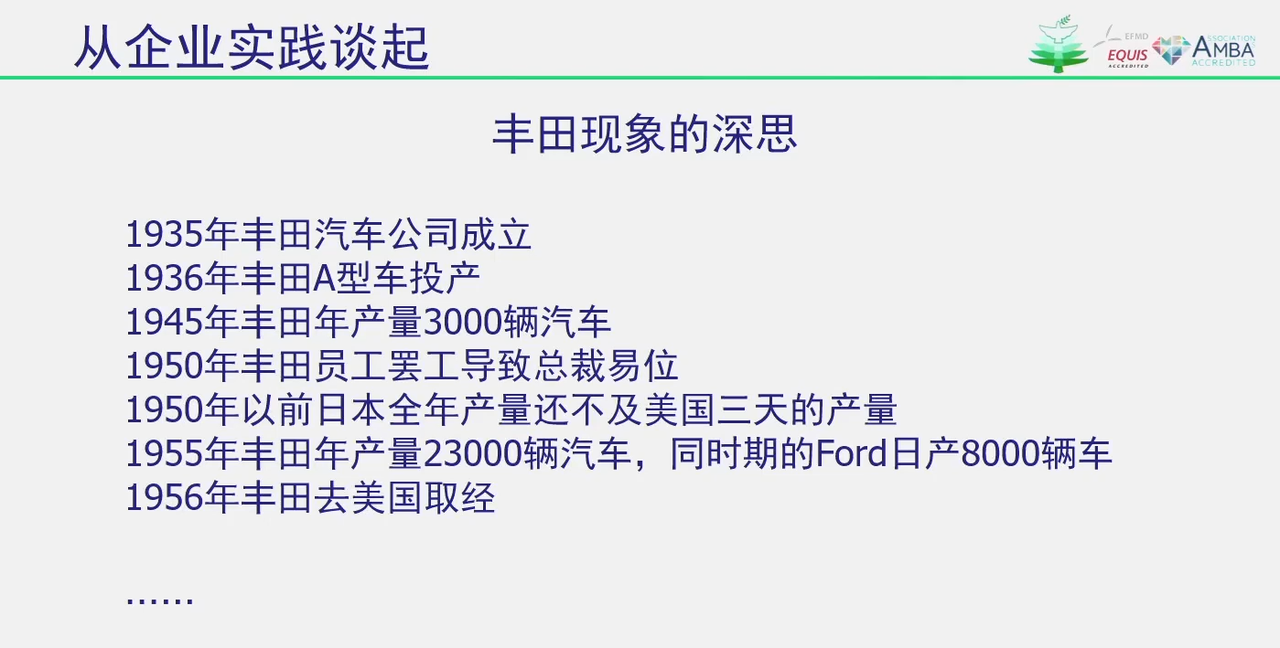 从企业实践谈起
EFMD
EQUIS
ACCREDITED
ASSOCIATION
AMBA
ACCREDITED
丰田现象的深思
1935年丰田汽车公司成立
1936年丰田A型车投产
1945年丰田年产量3000辆汽车
1950年丰田员工罢工导致总裁易位
1950年以前日本全年产量还不及美国三天的产量
1955年丰田年产量23000辆汽车，同时期的Ford日产8000辆车
1956年丰田去美国取经
......